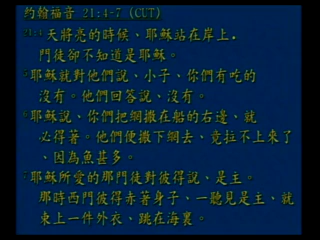 約翰福音 21:4-7 (CUT)
21:4 天將亮的時候、耶穌站在岸上．
門徒卻不知道是耶穌。
5 耶穌就對他們說、小子、你們有吃的
沒有。他們回答說、沒有。
6 耶穌說、你們把網撒在船的右邊、就
必得著。他們便撒下網去、竟拉不上來了
、因為魚甚多。
7 耶穌所愛的那門徒對彼得說、是主。
那時西門彼得赤著身子、一聽見是主、就
束上一件外衣、跳在海裏。